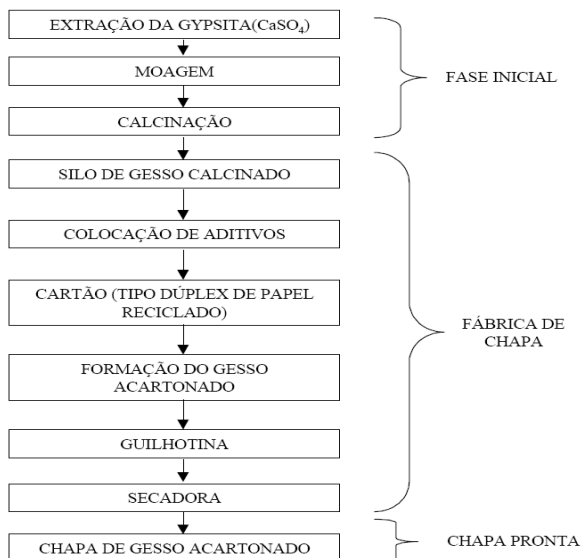 EXTRAÇÃO DA GYPSITA(CaSO₄)
MOAGEM
FASE INICIAL
CALCINAÇÃO
SILO DE GESSO CALCINADO
COLOCAÇÃO DE ADITIVOS
CARTÃO (TIPO DÚPLEX DE PAPEL
RECICLADO)
FÁBRICA DE
CHAPA
FORMAÇÃO DO GESSO
ACARTONADO
GUILHOTINA
SECADORA
CHAPA DE GESSO ACARTONADO
CHAPA PRONTA